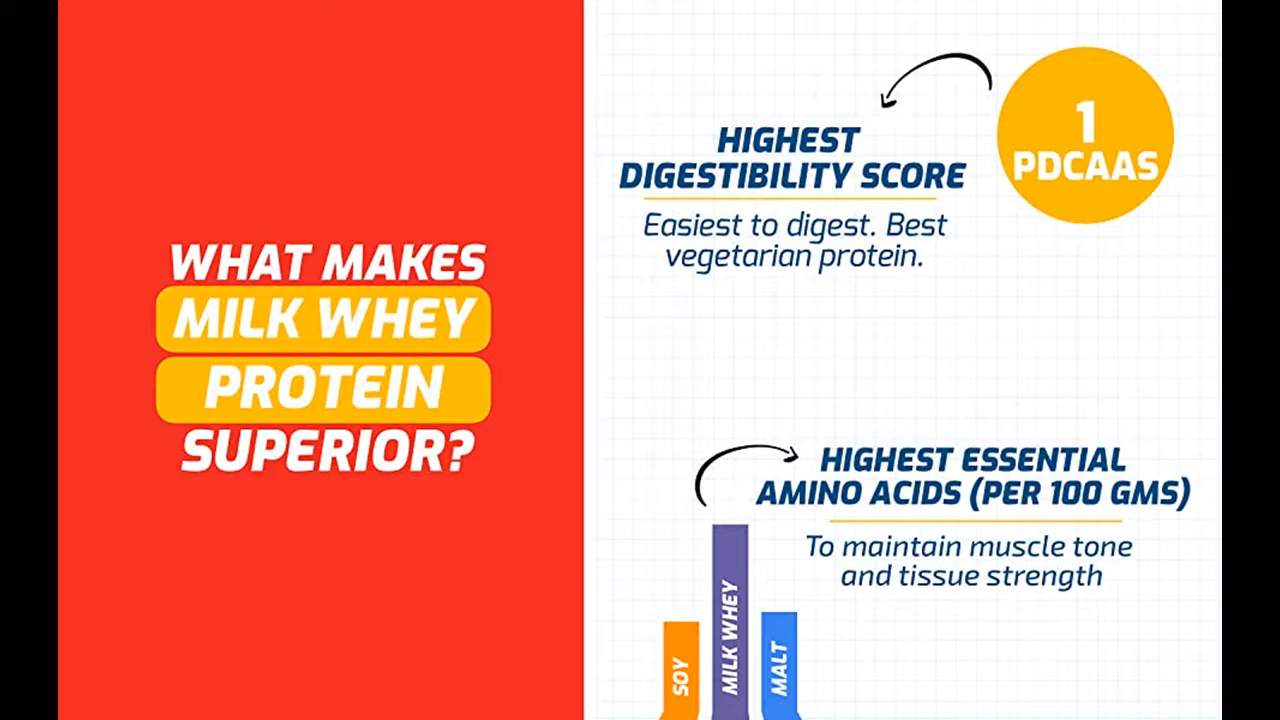 WHAT MAKES
MILK WHEY
PROTEIN
SUPERIOR?
1
PDCAAS
HIGHEST
DIGESTIBILITY SCORE
Easiest to digest. Best
vegetarian protein.
HIGHEST ESSENTIAL
AMINO ACIDS (PER 100 GMS)
To maintain muscle tone
and tissue strength
SOY
MILK WHEY
MALT